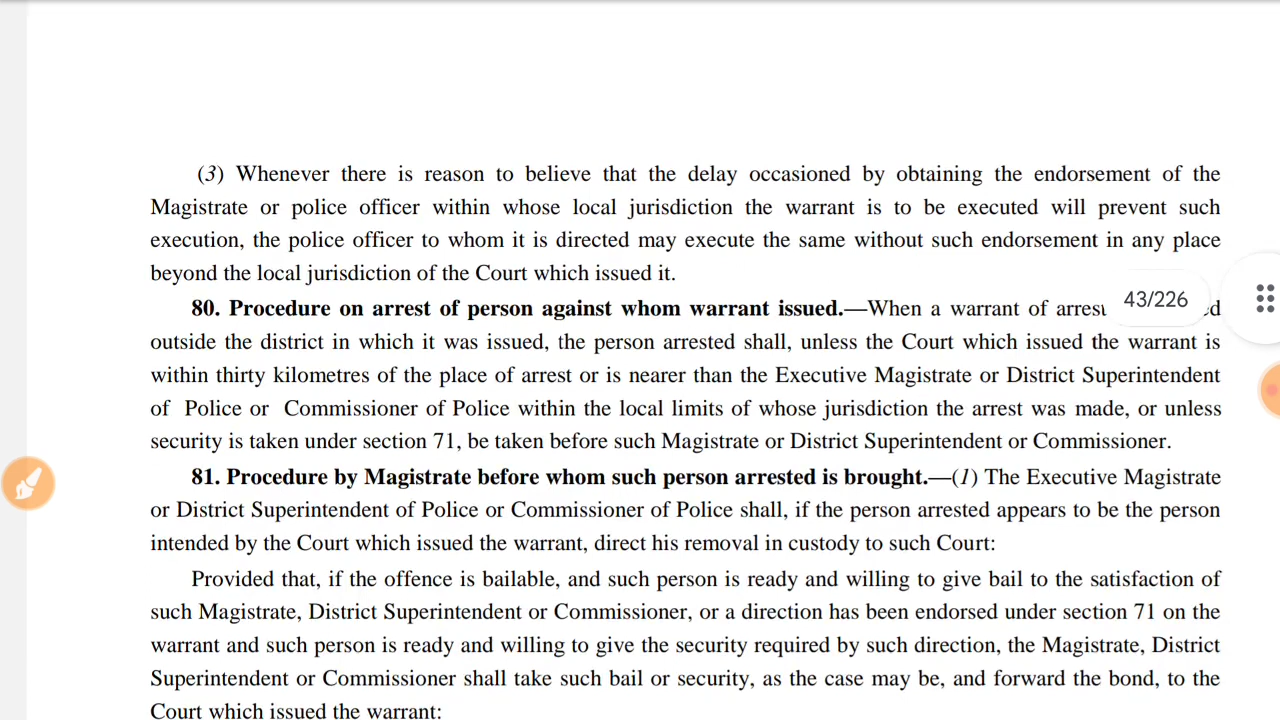 (3) Whenever there is reason to believe that the delay occasioned by obtaining the endorsement of the
Magistrate or police officer within whose local jurisdiction the warrant is to be executed will prevent such
execution, the police officer to whom it is directed may execute the same without such endorsement in any place
beyond the local jurisdiction of the Court which issued it.
80. Procedure on arrest of person against whom warrant issued.—When a warrant of arrest
43/226
outside the district in which it was issued, the person arrested shall, unless the Court which issued the warrant is
within thirty kilometres of the place of arrest or is nearer than the Executive Magistrate or District Superintendent
of Police or Commissioner of Police within the local limits of whose jurisdiction the arrest was made, or unless
security is taken under section 71, be taken before such Magistrate or District Superintendent or Commissioner.
81. Procedure by Magistrate before whom such person arrested is brought.—(1) The Executive Magistrate
or District Superintendent of Police or Commissioner of Police shall, if the person arrested appears to be the person
intended by the Court which issued the warrant, direct his removal in custody to such Court:
Provided that, if the offence is bailable, and such person is ready and willing to give bail to the satisfaction of
such Magistrate, District Superintendent or Commissioner, or a direction has been endorsed under section 71 on the
warrant and such person is ready and willing to give the security required by such direction, the Magistrate, District
Superintendent or Commissioner shall take such bail or security, as the case may be, and forward the bond, to the
Court which issued the warrant: